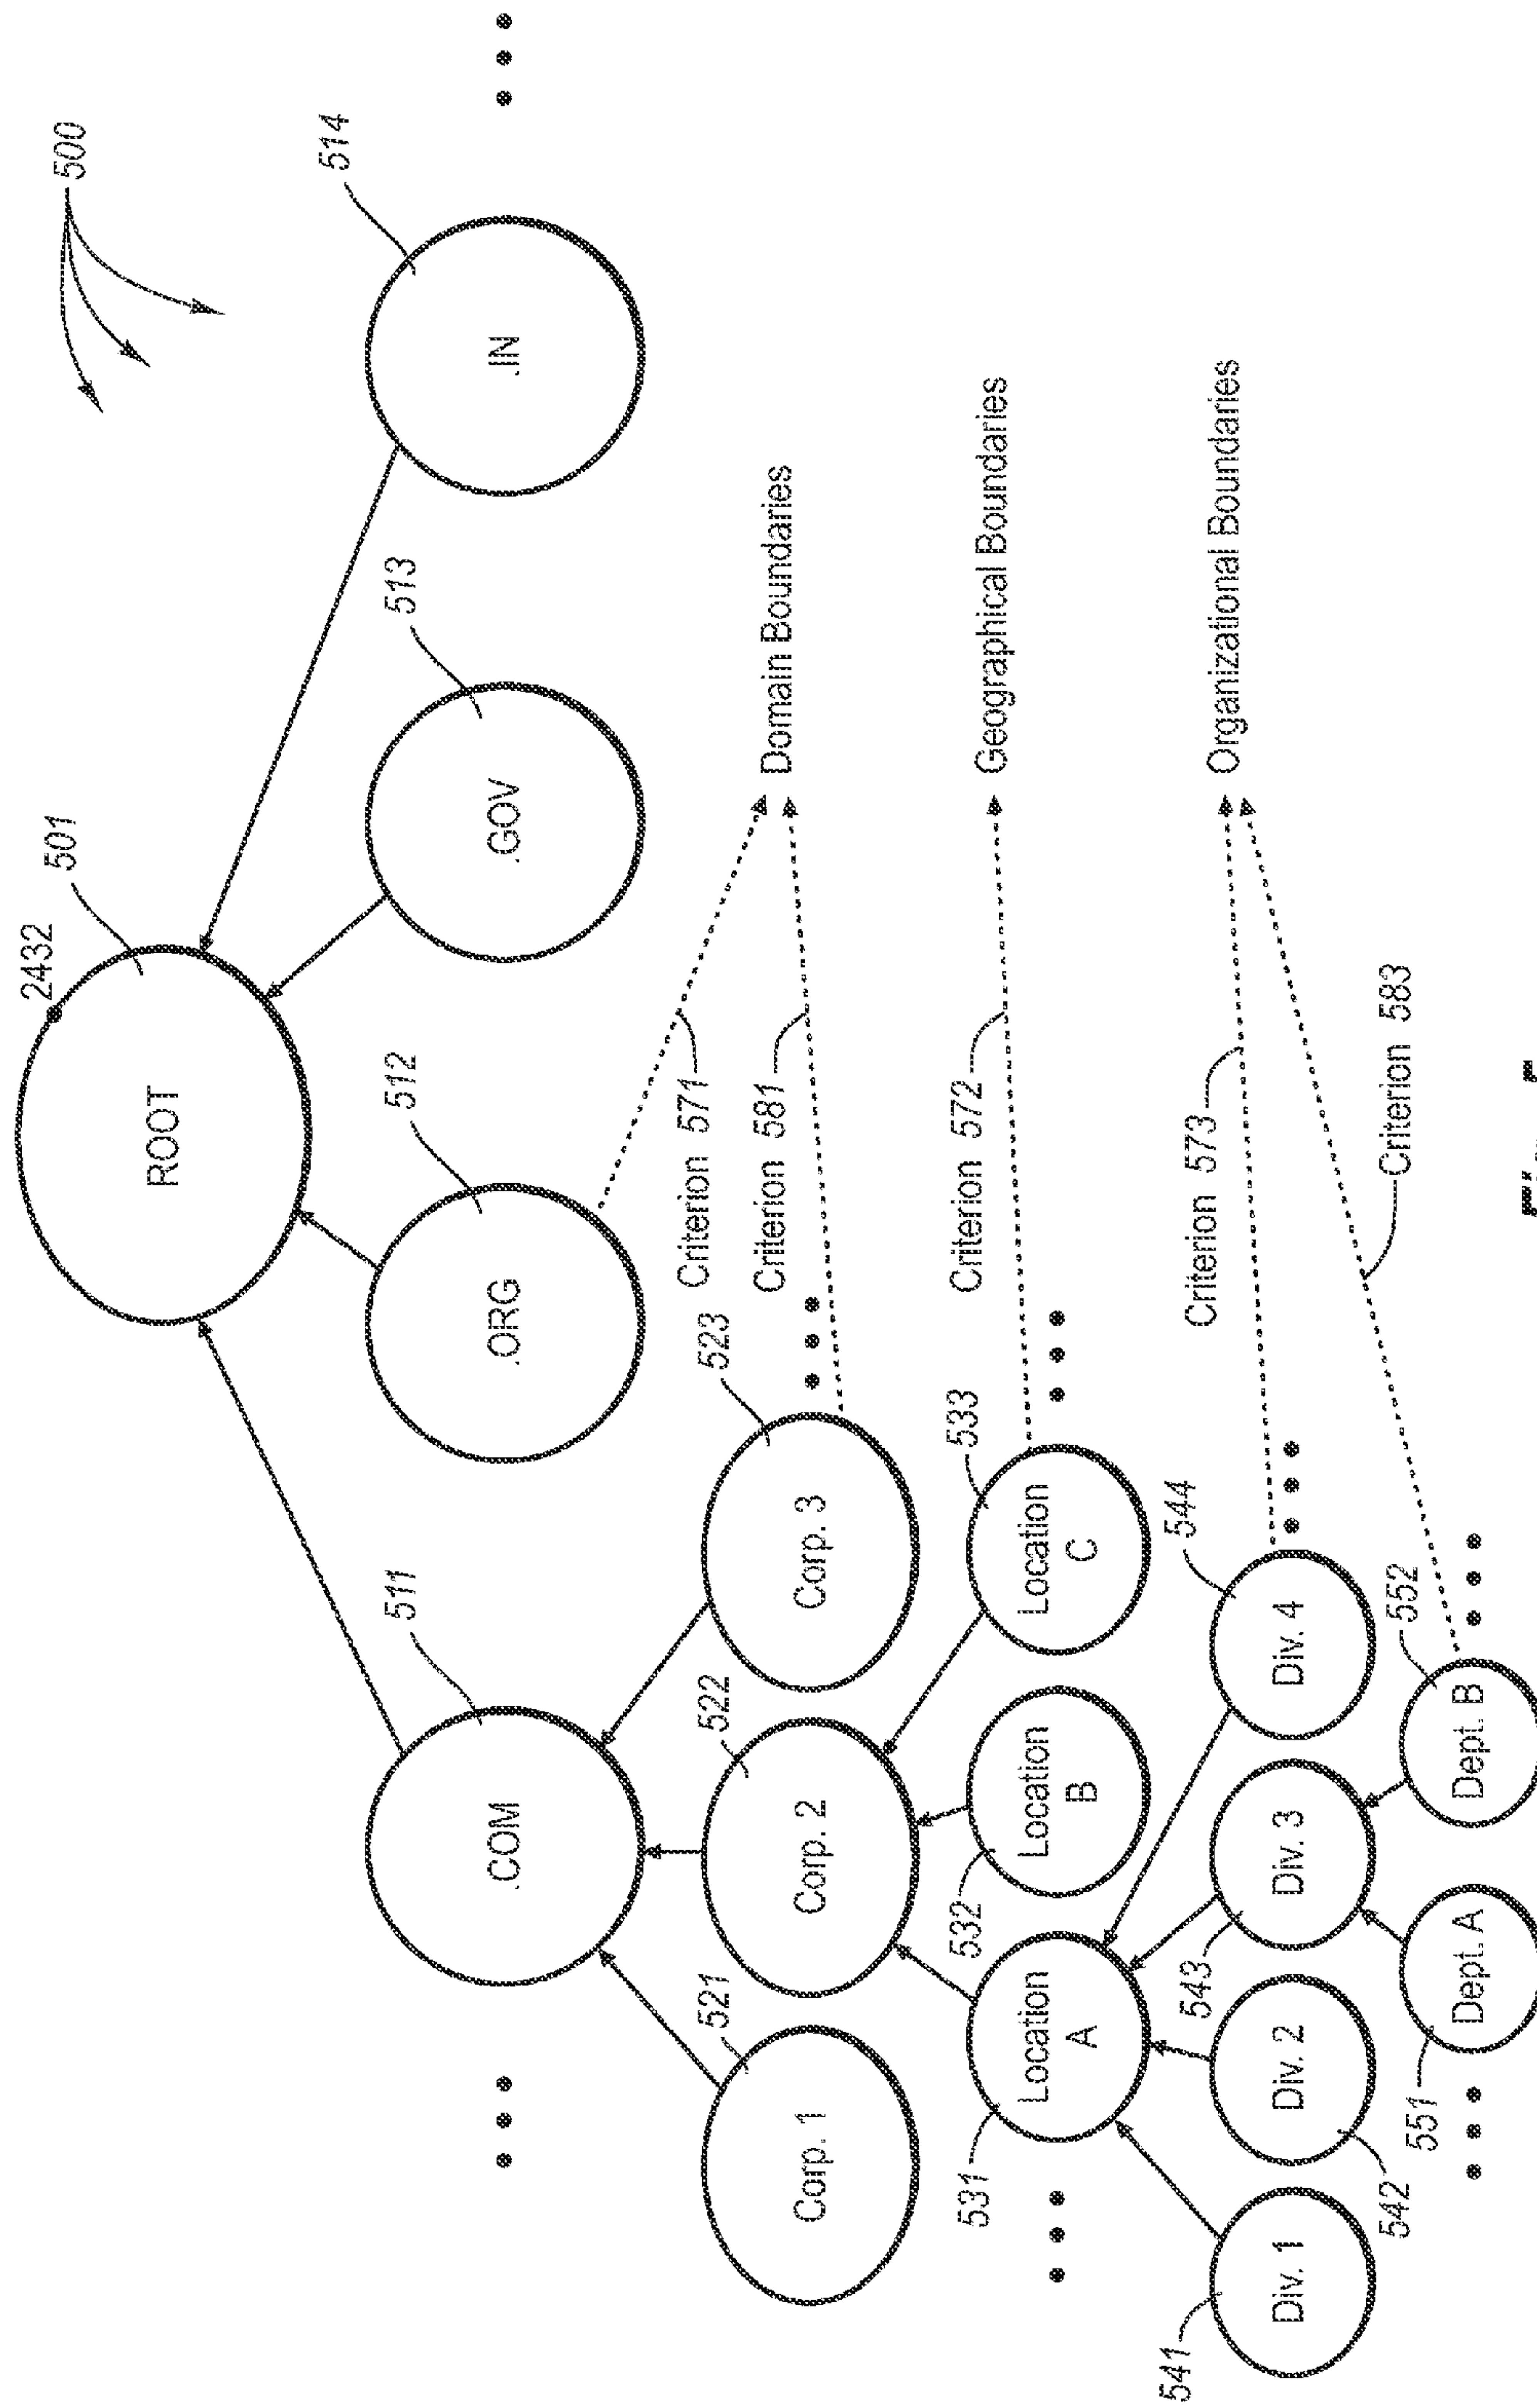 500
2432
501
ROOT
511
.COM
512
.ORG
513
.GOV
514
.IN
521
Corp. 1
522
Corp. 2
523
Corp. 3
Criterion 571
Criterion 581
Domain Boundaries
531
Location
A
532
Location
B
533
Location
C
Criterion 572
Geographical Boundaries
541
Div. 1
542
Div. 2
543
Div. 3
544
Div. 4
Criterion 573
Organizational Boundaries
551
Dept. A
552
Dept. B
Criterion 583